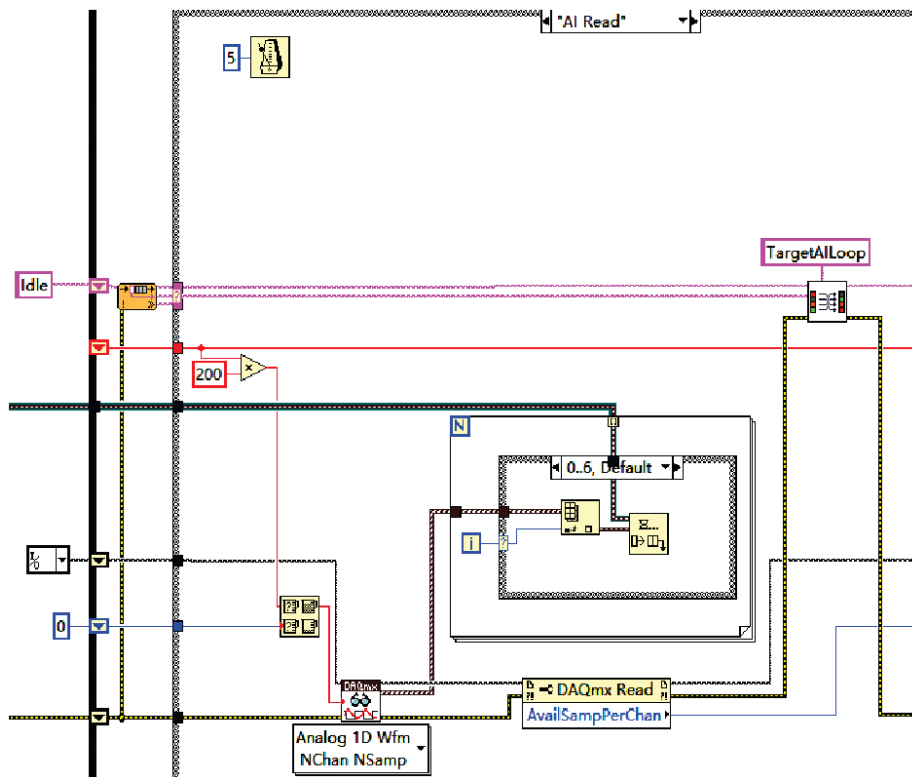 "AI Read"
5
TargetAILoop
Idle
200
N
0..6, Default
i
I/O
0
DAQmx
DAQmx Read
AvailSampPerChan
Analog 1D Wfm
NChan NSamp